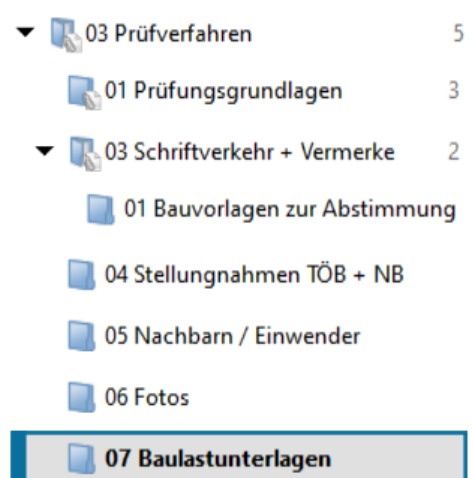 03 Prüfverfahren 5
01 Prüfungsgrundlagen 3
03 Schriftverkehr + Vermerke 2
01 Bauvorlagen zur Abstimmung
04 Stellungnahmen TÖB + NB
05 Nachbarn / Einwender
06 Fotos
07 Baulastunterlagen